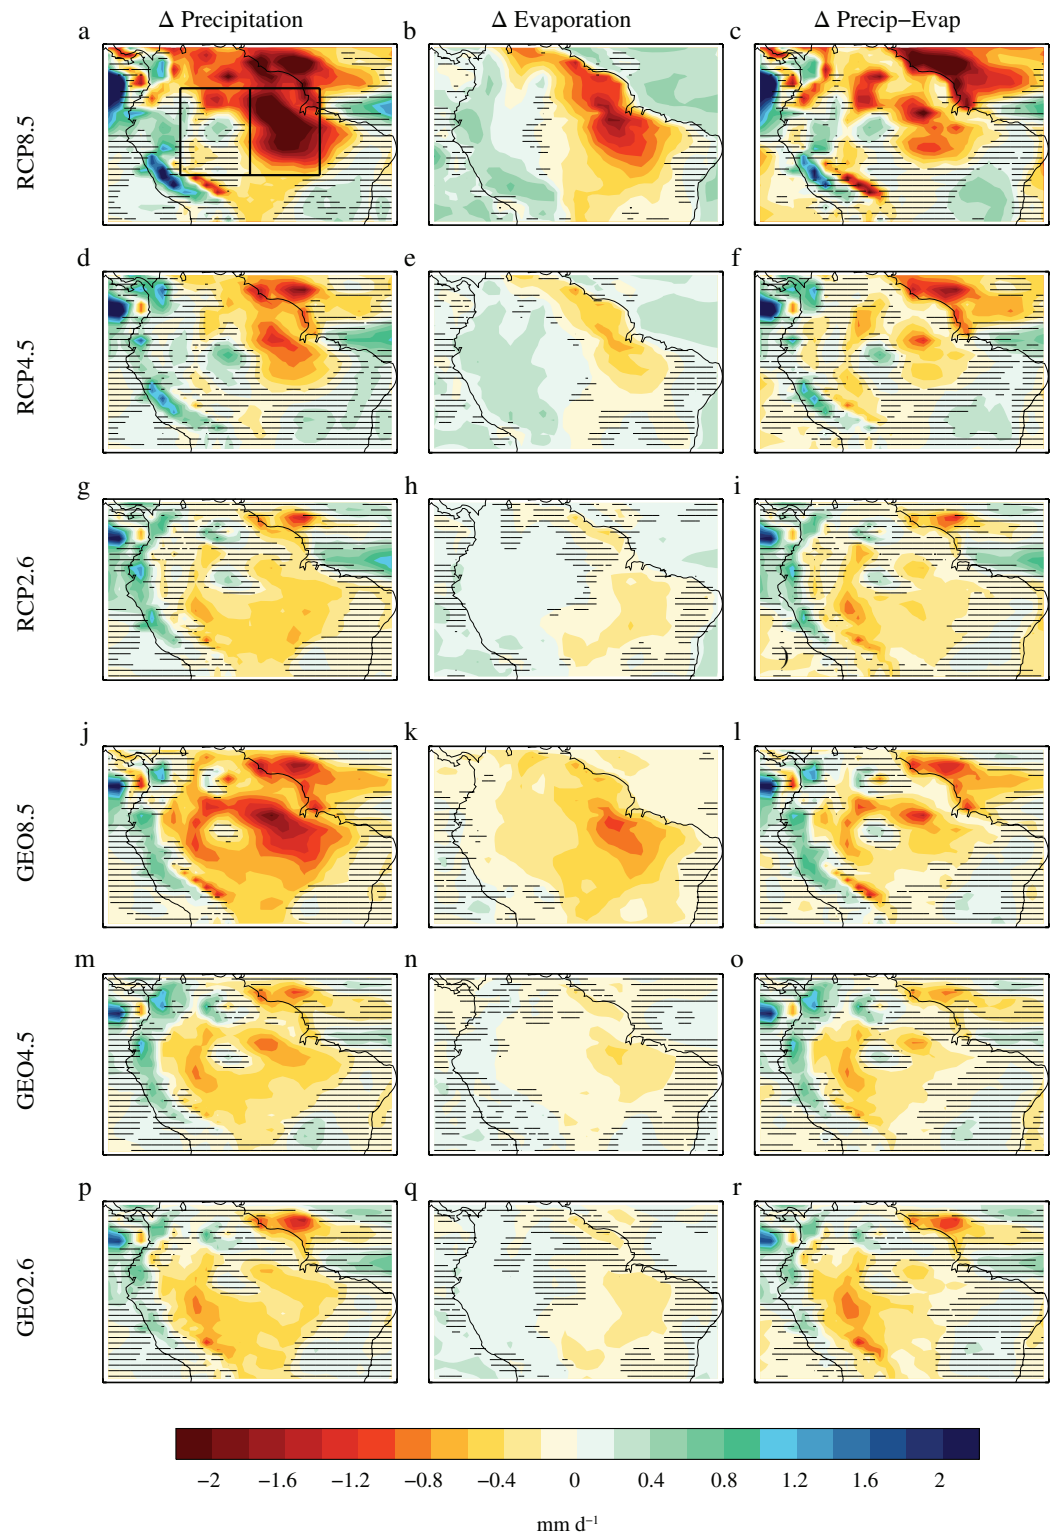 Δ Precipitation Δ Evaporation Δ Precip−Evap
a b c
RCP8.5
d e f
RCP4.5
g h i
RCP2.6
)
j k l
GEO8.5
m n o
GEO4.5
p q r
GEO2.6
−2 −1.6 −1.2 −0.8 −0.4 0 0.4 0.8 1.2 1.6 2
mm d⁻¹